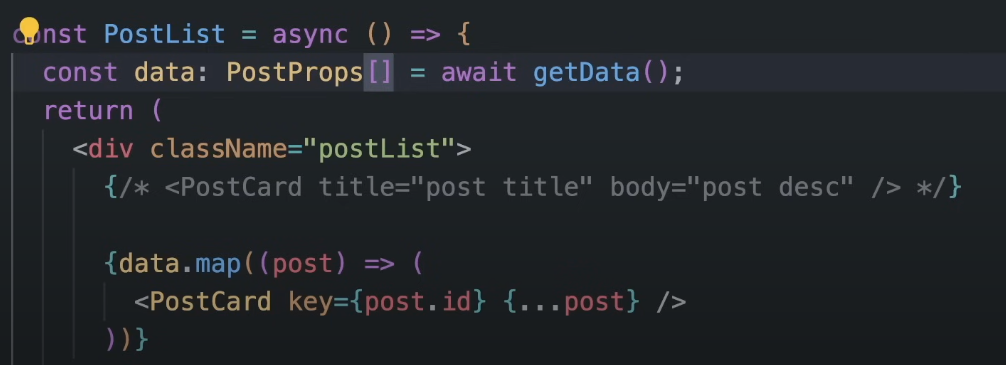 const PostList = async () => {
const data: PostProps[] = await getData();
return (
<div className="postList">
{/* <PostCard title="post title" body="post desc" /> */}
{data.map((post) => (
<PostCard key={post.id} {...post} />
))}